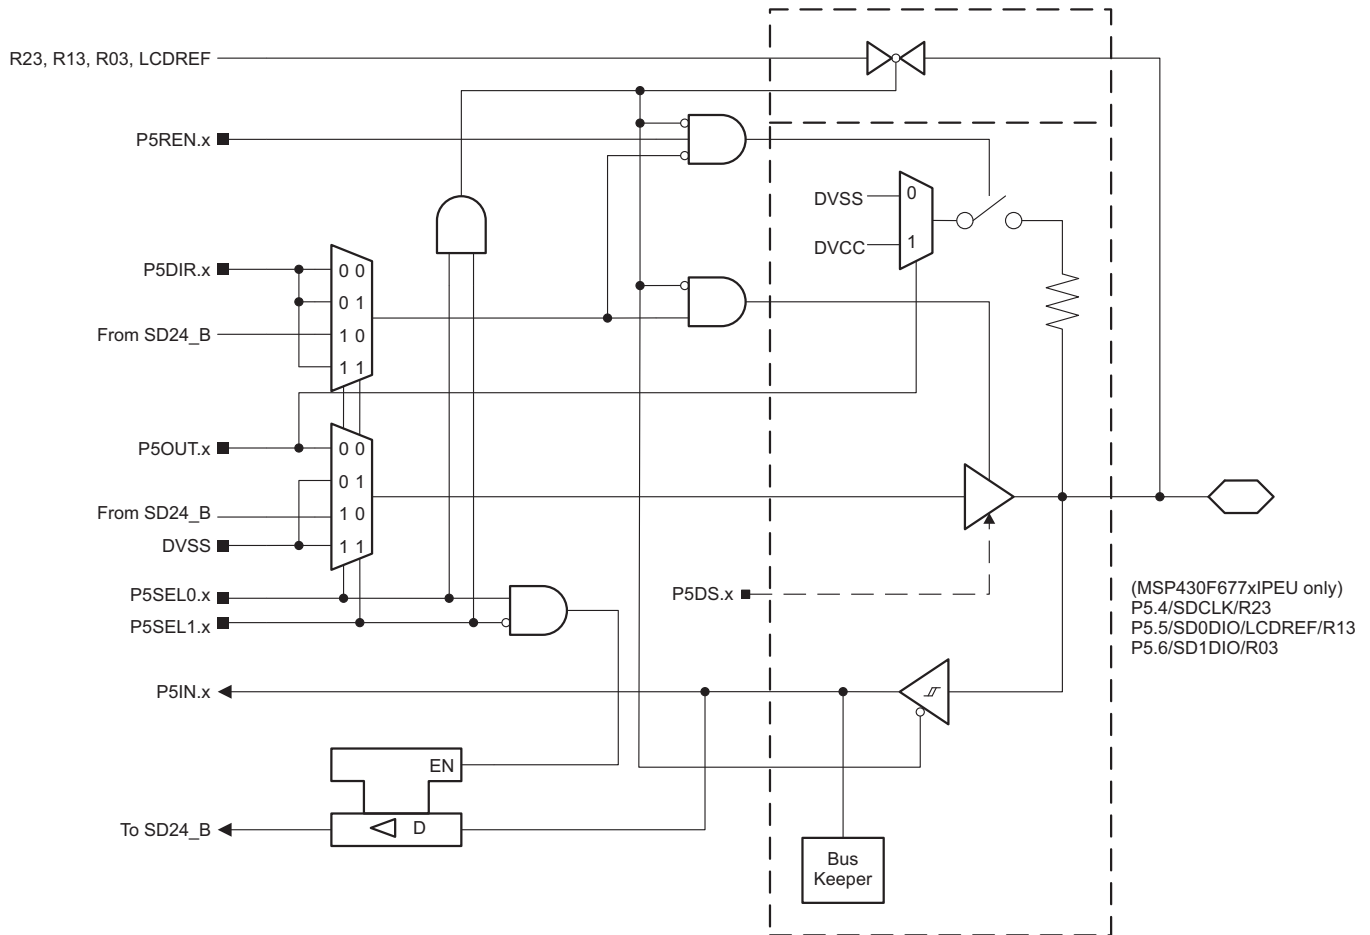 R23, R13, R03, LCDREF
P5REN.x
DVSS
0
DVCC
1
P5DIR.x
0 0
0 1
From SD24_B
1 0
1 1
P5OUT.x
0 0
0 1
From SD24_B
1 0
DVSS
1 1
P5SEL0.x
P5SEL1.x
P5DS.x
(MSP430F677xIPEU only)
P5.4/SDCLK/R23
P5.5/SD0DIO/LCDREF/R13
P5.6/SD1DIO/R03
P5IN.x
EN
To SD24_B
D
Bus
Keeper